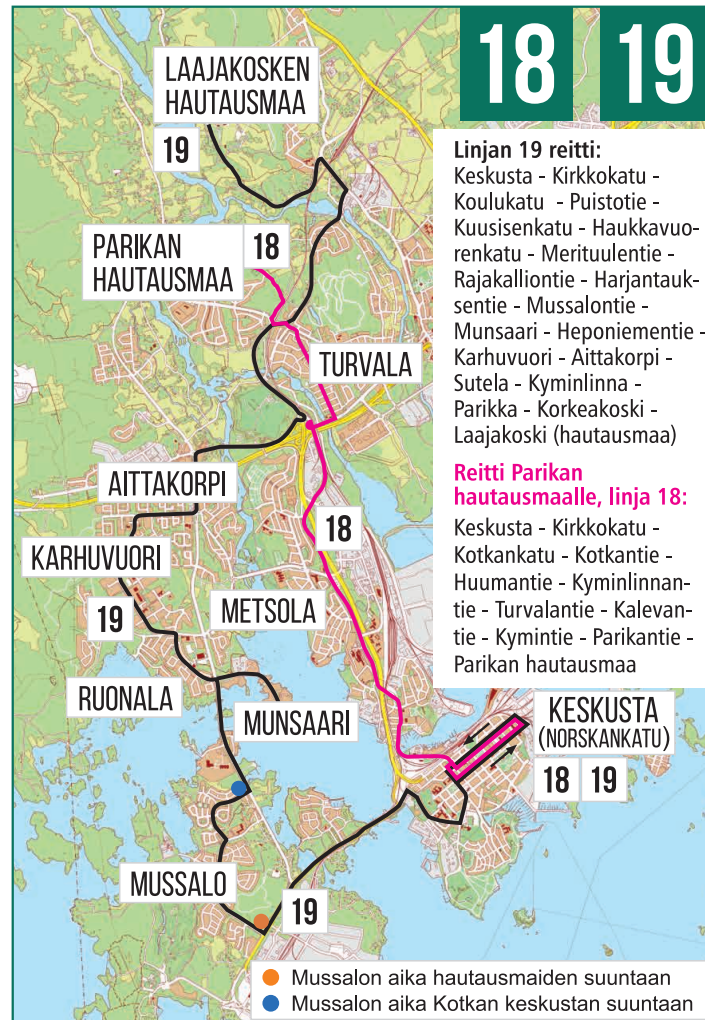 18 19
LAAJAKOSKEN
HAUTAUSMAA
19
Linjan 19 reitti:
Keskusta - Kirkkokatu -
Koulukatu - Puistotie -
Kuusisenkatu - Haukkavuo-
renkatu - Merituulentie -
Rajakalliontie - Harjantauk-
sentie - Mussalontie -
Munsaari - Heponiementie -
Karhuvuori - Aittakorpi -
Sutela - Kyminlinna -
Parikka - Korkeakoski -
Laajakoski (hautausmaa)
Reitti Parikan
hautausmaalle, linja 18:
Keskusta - Kirkkokatu -
Kotkankatu - Kotkantie -
Huumantie - Kyminlinnan-
tie - Turvalantie - Kalevan-
tie - Kymintie - Parikantie -
Parikan hautausmaa
PARIKAN
HAUTAUSMAA
18
TURVALA
AITTAKORPI
18
KARHUVUORI
METSOLA
19
RUONALA
MUNSAARI
KESKUSTA
(NORSKANKATU)
18 19
MUSSALO
19
Mussalon aika hautausmaiden suuntaan
Mussalon aika Kotkan keskustan suuntaan